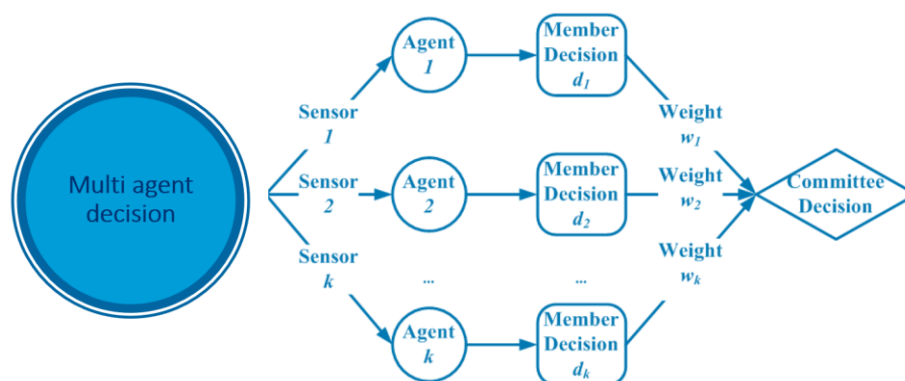 Multi agent
decision
Sensor
1
Agent
1
Member
Decision
d1
Weight
w1
Sensor
2
Agent
2
Member
Decision
d2
Weight
w2
Sensor
k
...
...
Agent
k
Member
Decision
dk
Weight
wk
Committee
Decision